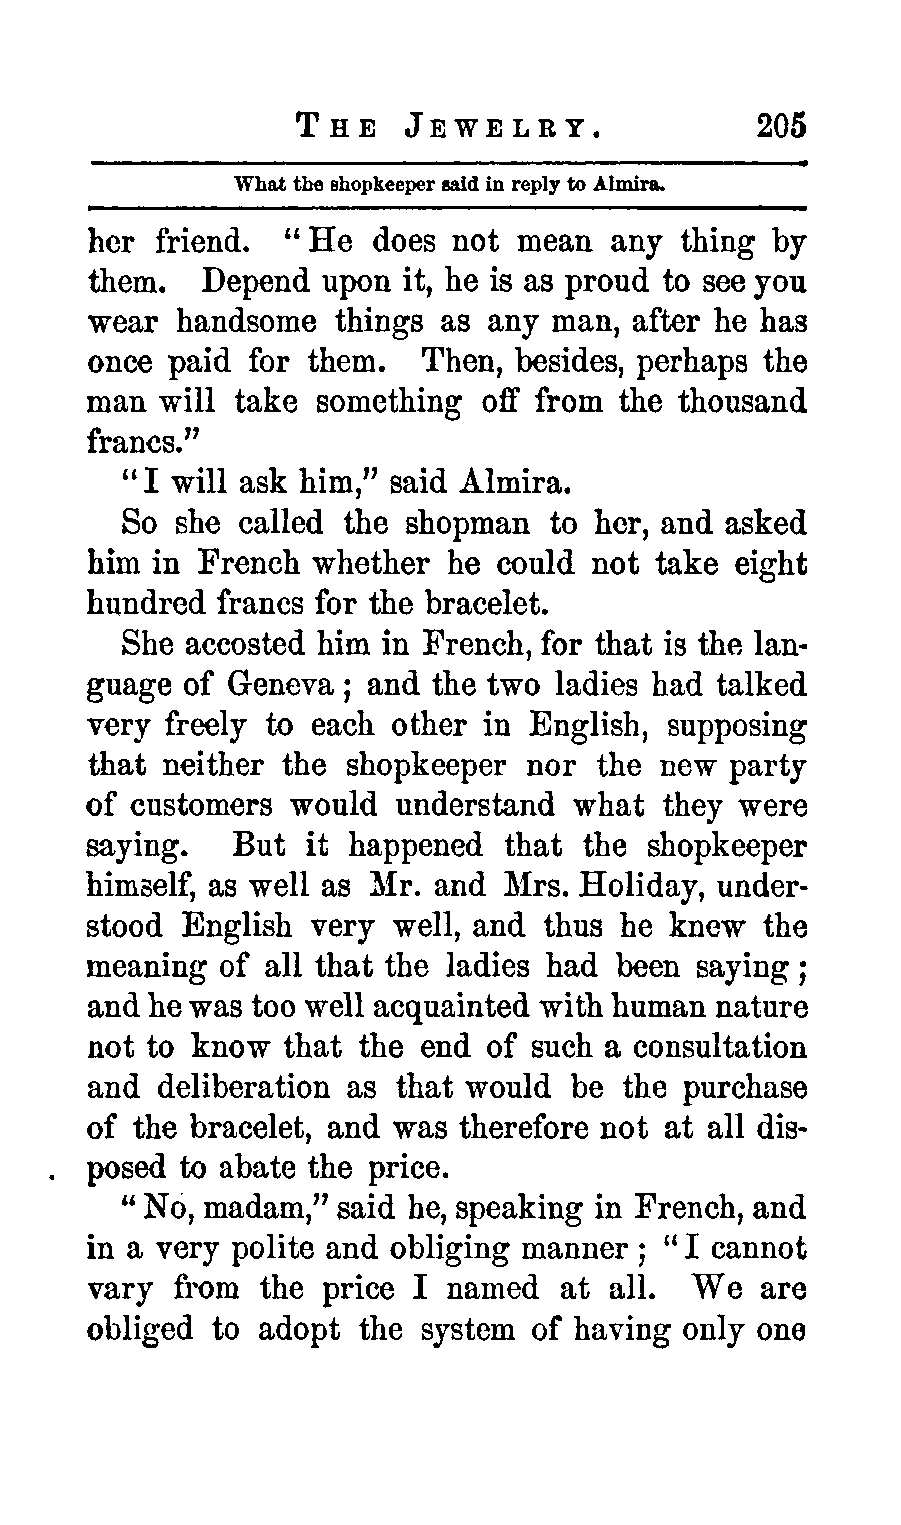 The Jewelry. 205
What the shopkeeper said in reply to Almira.
her friend. "He does not mean any thing by
them. Depend upon it, he is as proud to see you
wear handsome things as any man, after he has
once paid for them. Then, besides, perhaps the
man will take something off from the thousand
francs."
"I will ask him," said Almira.
So she called the shopman to her, and asked
him in French whether he could not take eight
hundred francs for the bracelet.
She accosted him in French, for that is the lan-
guage of Geneva; and the two ladies had talked
very freely to each other in English, supposing
that neither the shopkeeper nor the new party
of customers would understand what they were
saying. But it happened that the shopkeeper
himself, as well as Mr. and Mrs. Holiday, under-
stood English very well, and thus he knew the
meaning of all that the ladies had been saying;
and he was too well acquainted with human nature
not to know that the end of such a consultation
and deliberation as that would be the purchase
of the bracelet, and was therefore not at all dis-
posed to abate the price.
"No, madam," said he, speaking in French, and
in a very polite and obliging manner; "I cannot
vary from the price I named at all. We are
obliged to adopt the system of having only one